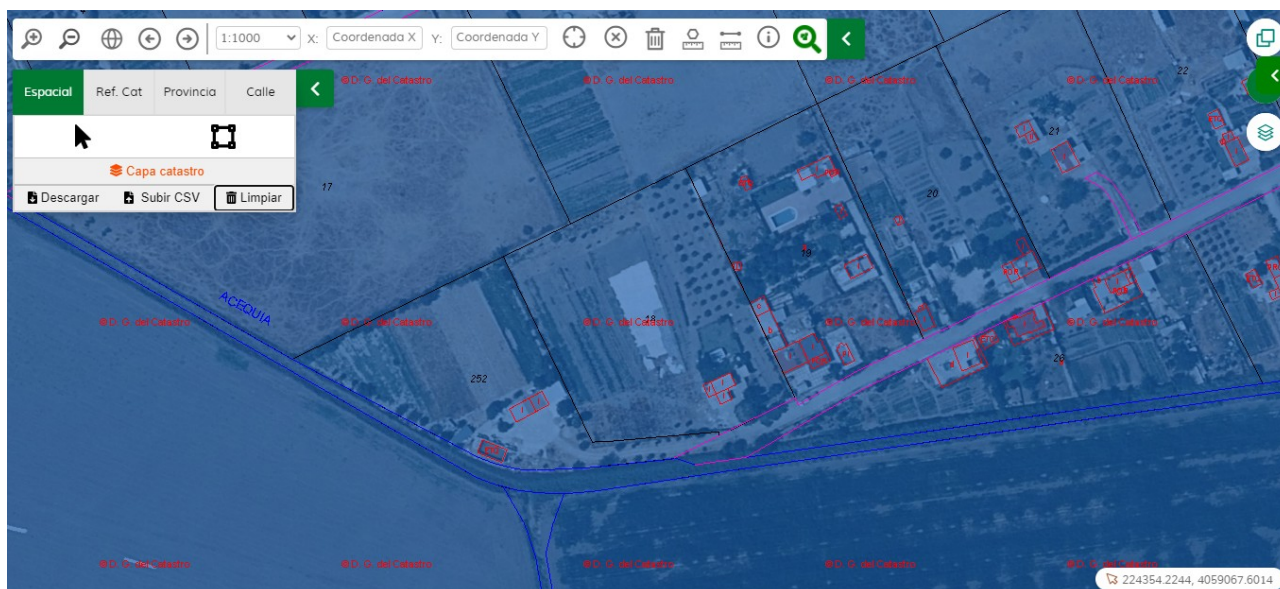 1:1000 X: Coordenada X Y: Coordenada Y
Espacial Ref. Cat Provincia Calle
Capa catastro
Descargar Subir CSV Limpiar
© D. G. del Catastro © D. G. del Catastro © D. G. del Catastro © D. G. del Catastro
22
21
17
20
19
ACEQUIA
18
© D. G. del Catastro © D. G. del Catastro © D. G. del Catastro © D. G. del Catastro © D. G. del Catastro
26
252
© D. G. del Catastro © D. G. del Catastro © D. G. del Catastro © D. G. del Catastro © D. G. del Catastro
224354.2244, 4059067.6014